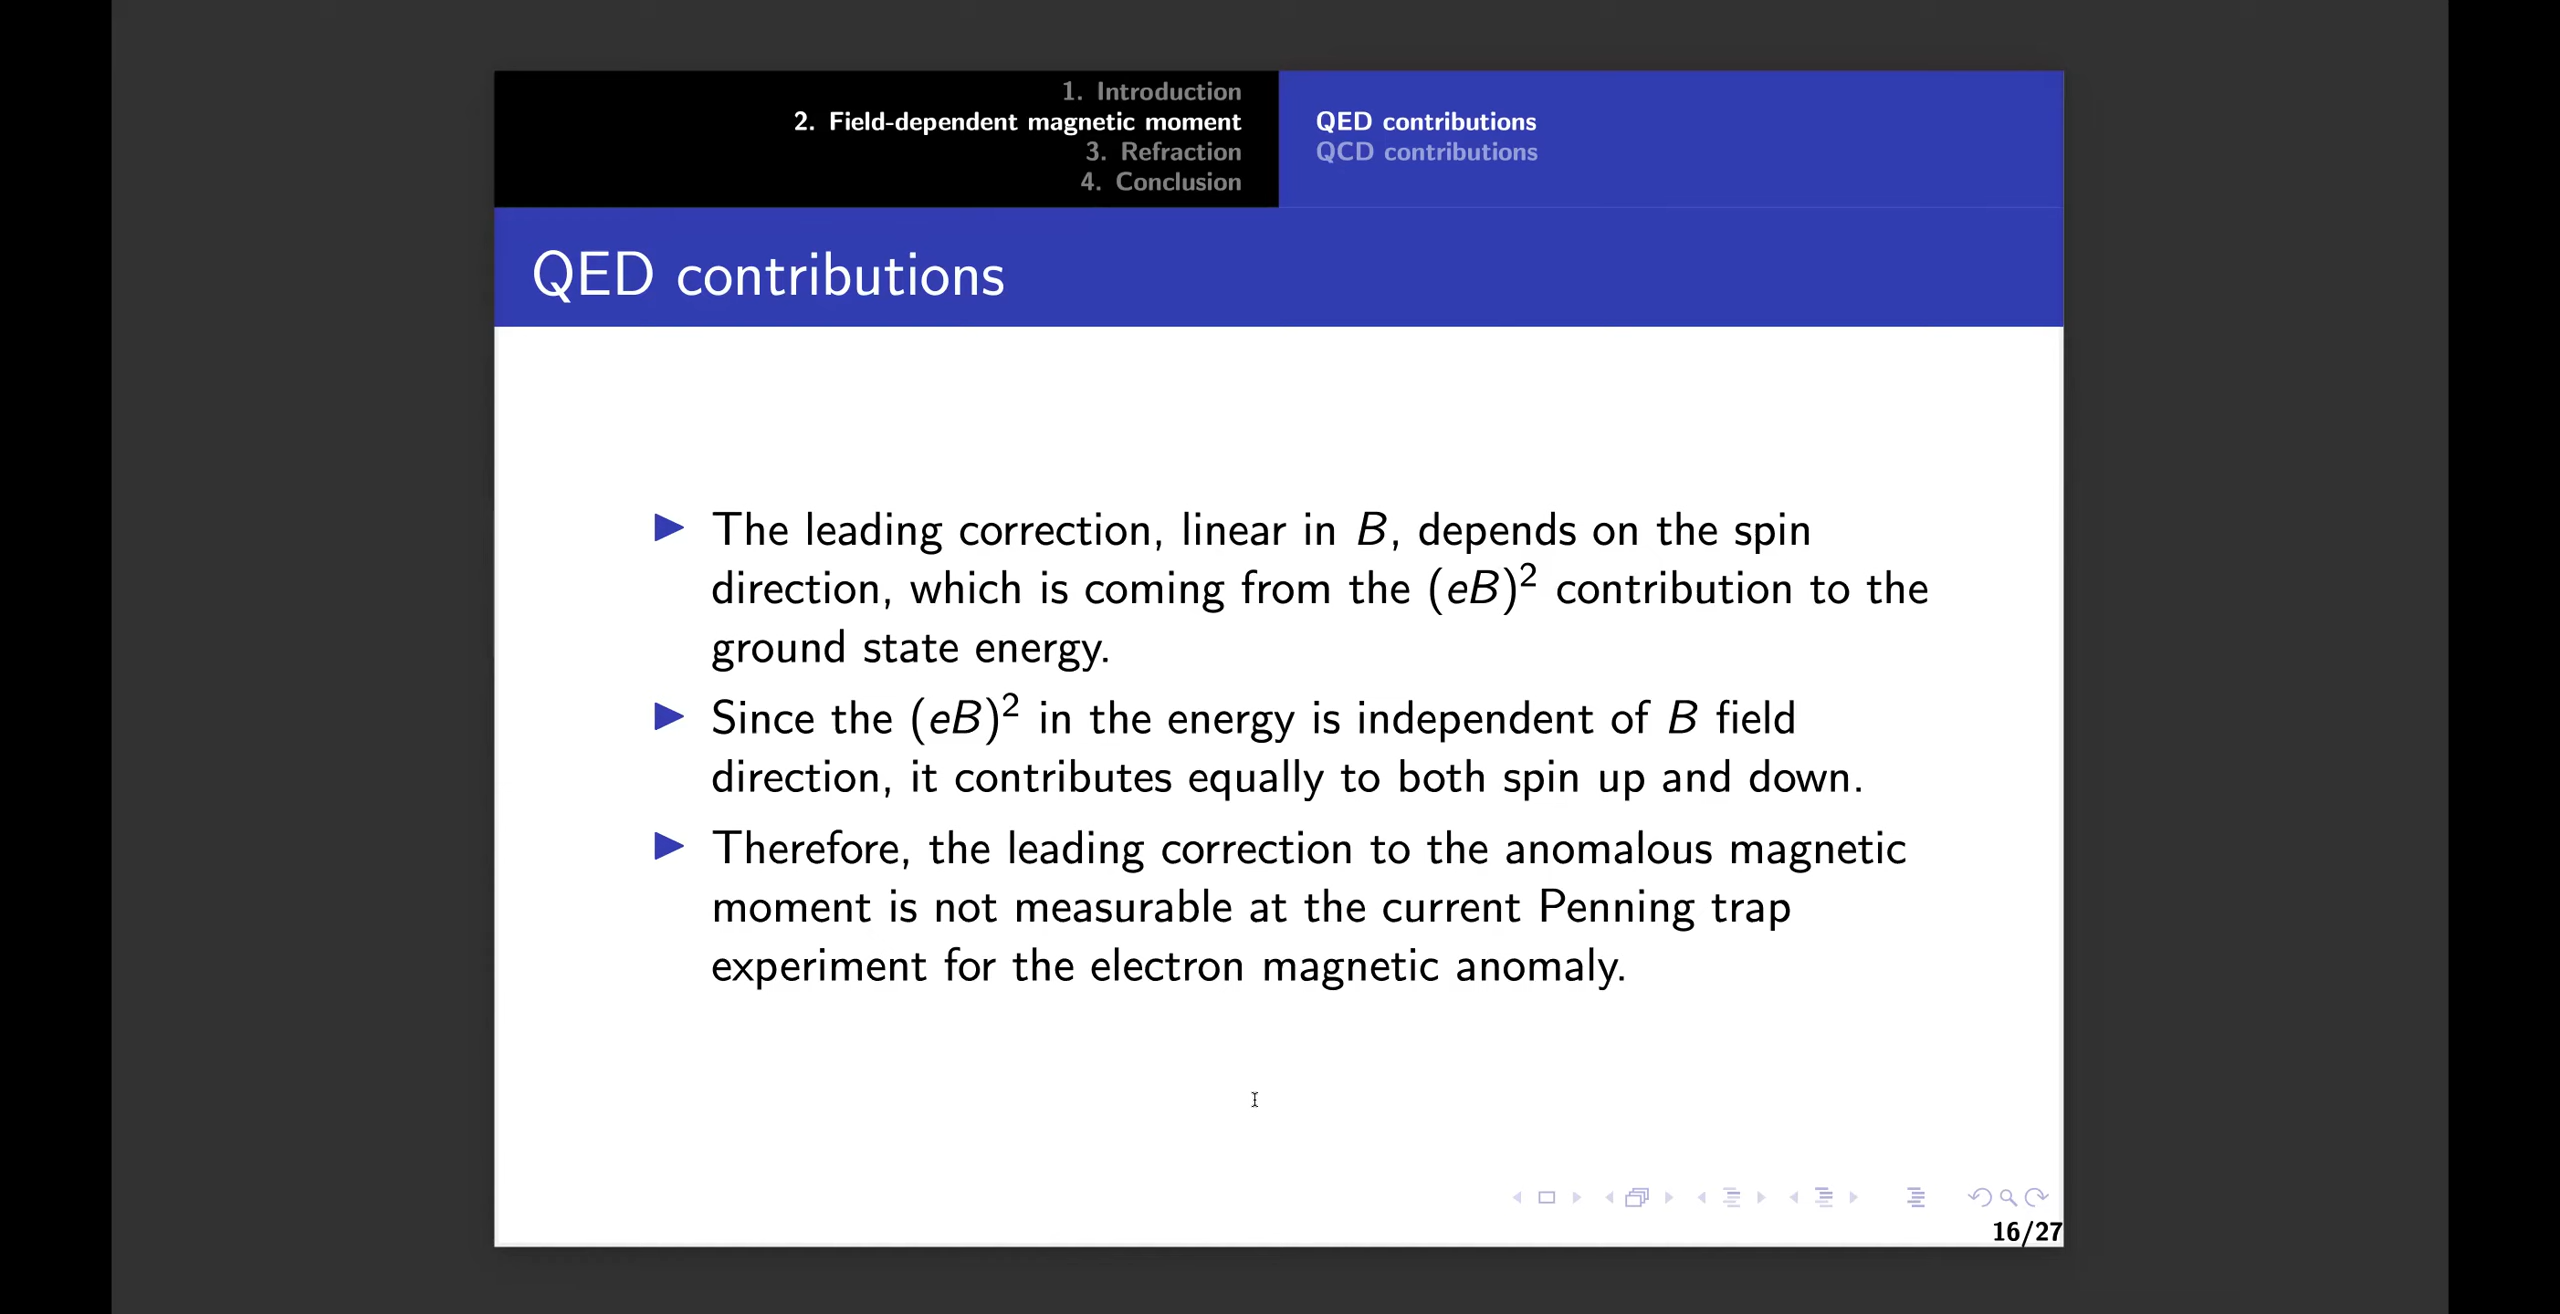 1. Introduction
2. Field-dependent magnetic moment
3. Refraction
4. Conclusion
QED contributions
QCD contributions
QED contributions
The leading correction, linear in B, depends on the spin
direction, which is coming from the (eB)² contribution to the
ground state energy.
Since the (eB)² in the energy is independent of B field
direction, it contributes equally to both spin up and down.
Therefore, the leading correction to the anomalous magnetic
moment is not measurable at the current Penning trap
experiment for the electron magnetic anomaly.
16/27